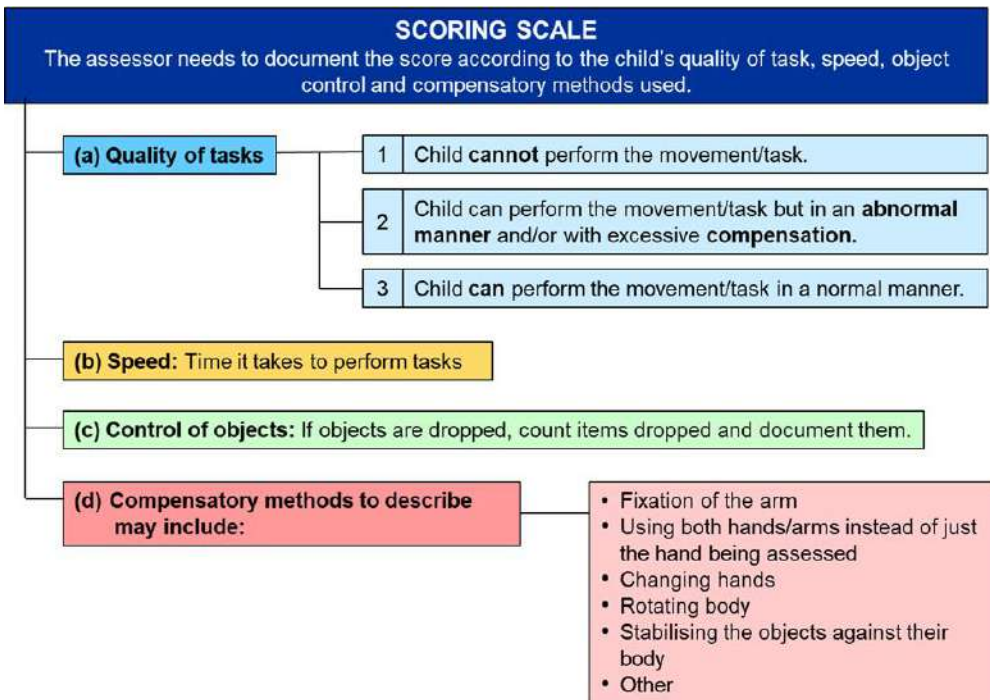 SCORING SCALE
The assessor needs to document the score according to the child's quality of task, speed, object
control and compensatory methods used.
(a) Quality of tasks
1 Child cannot perform the movement/task.
2 Child can perform the movement/task but in an abnormal
manner and/or with excessive compensation.
3 Child can perform the movement/task in a normal manner.
(b) Speed: Time it takes to perform tasks
(c) Control of objects: If objects are dropped, count items dropped and document them.
(d) Compensatory methods to describe
may include:
• Fixation of the arm
• Using both hands/arms instead of just
the hand being assessed
• Changing hands
• Rotating body
• Stabilising the objects against their
body
• Other